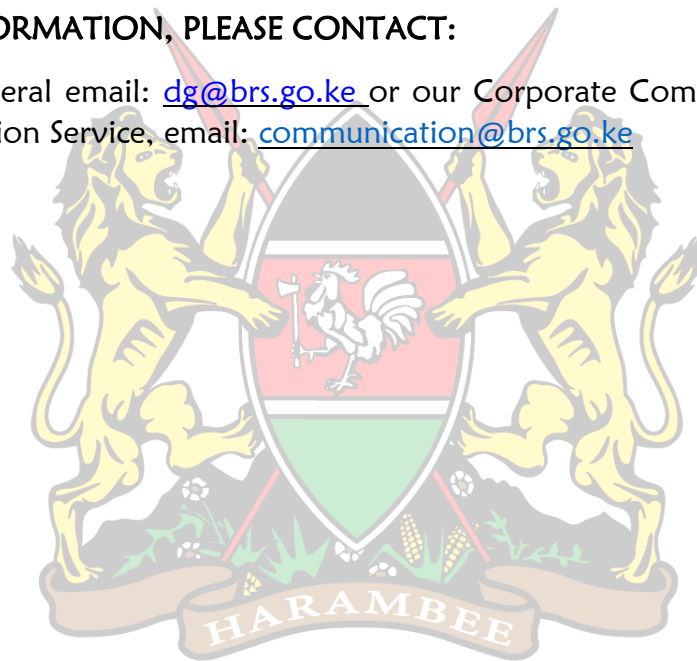 ORMATION, PLEASE CONTACT:
eral email: dg@brs.go.ke or our Corporate Com
ion Service, email: communication@brs.go.ke
HARAMBEE